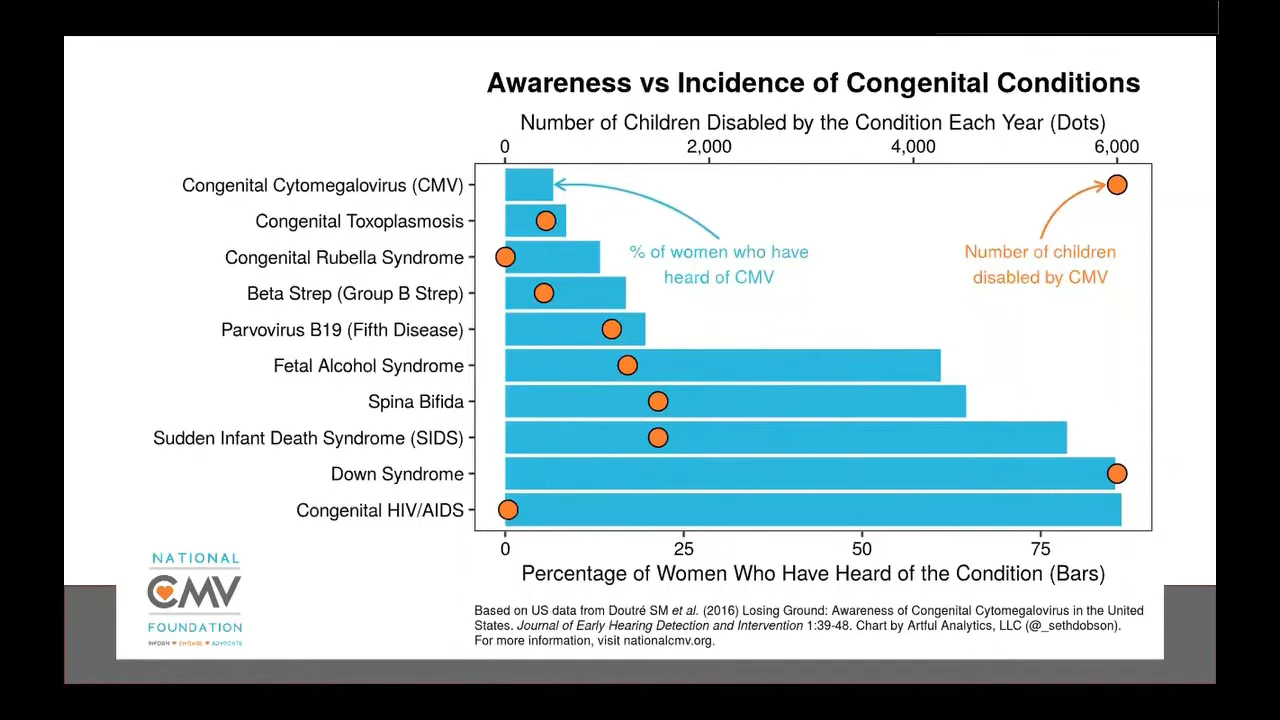 Awareness vs Incidence of Congenital Conditions
Number of Children Disabled by the Condition Each Year (Dots)
0 2,000 4,000 6,000
Congenital Cytomegalovirus (CMV)
Congenital Toxoplasmosis
Congenital Rubella Syndrome
Beta Strep (Group B Strep)
Parvovirus B19 (Fifth Disease)
Fetal Alcohol Syndrome
Spina Bifida
Sudden Infant Death Syndrome (SIDS)
Down Syndrome
Congenital HIV/AIDS
% of women who have
heard of CMV
Number of children
disabled by CMV
0 25 50 75
Percentage of Women Who Have Heard of the Condition (Bars)
NATIONAL
CMV
FOUNDATION
INFORM ♥ ENGAGE ♥ ADVOCATE
Based on US data from Doutré SM et al. (2016) Losing Ground: Awareness of Congenital Cytomegalovirus in the United
States. Journal of Early Hearing Detection and Intervention 1:39-48. Chart by Artful Analytics, LLC (@_sethdobson).
For more information, visit nationalcmv.org.